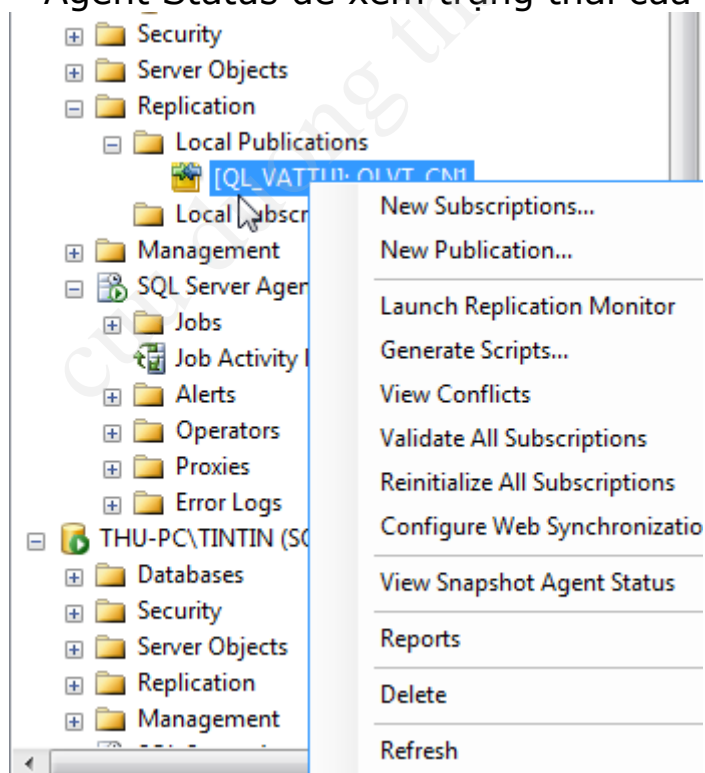 Agent Status để xem trạng thái của
Security
Server Objects
Replication
Local Publications
[QL_VATTU]: QLVT_CN1
Local Subscr
Management
SQL Server Agen
Jobs
Job Activity
Alerts
Operators
Proxies
Error Logs
THU-PC\TINTIN (SQ
Databases
Security
Server Objects
Replication
Management
New Subscriptions...
New Publication...
Launch Replication Monitor
Generate Scripts...
View Conflicts
Validate All Subscriptions
Reinitialize All Subscriptions
Configure Web Synchronizatio
View Snapshot Agent Status
Reports
Delete
Refresh